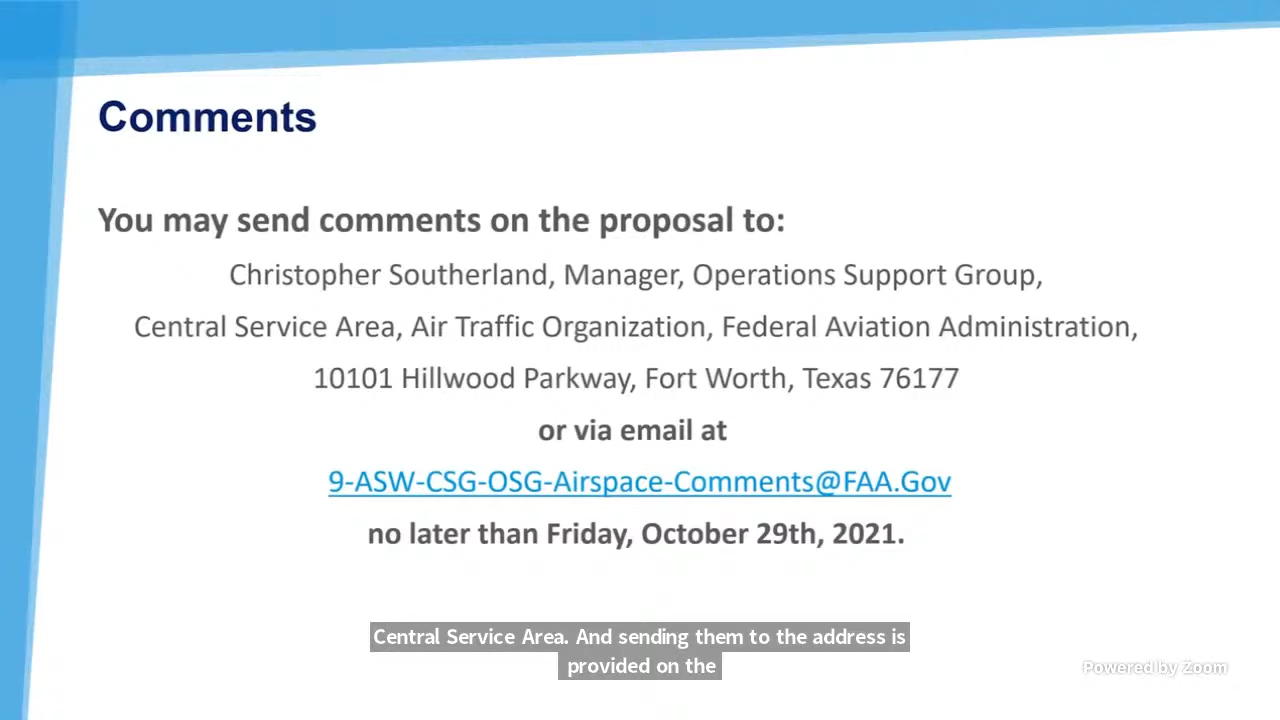 Comments
You may send comments on the proposal to:
Christopher Southerland, Manager, Operations Support Group,
Central Service Area, Air Traffic Organization, Federal Aviation Administration,
10101 Hillwood Parkway, Fort Worth, Texas 76177
or via email at
9-ASW-CSG-OSG-Airspace-Comments@FAA.Gov
no later than Friday, October 29th, 2021.
Central Service Area. And sending them to the address is
provided on the
Powered by Zoom